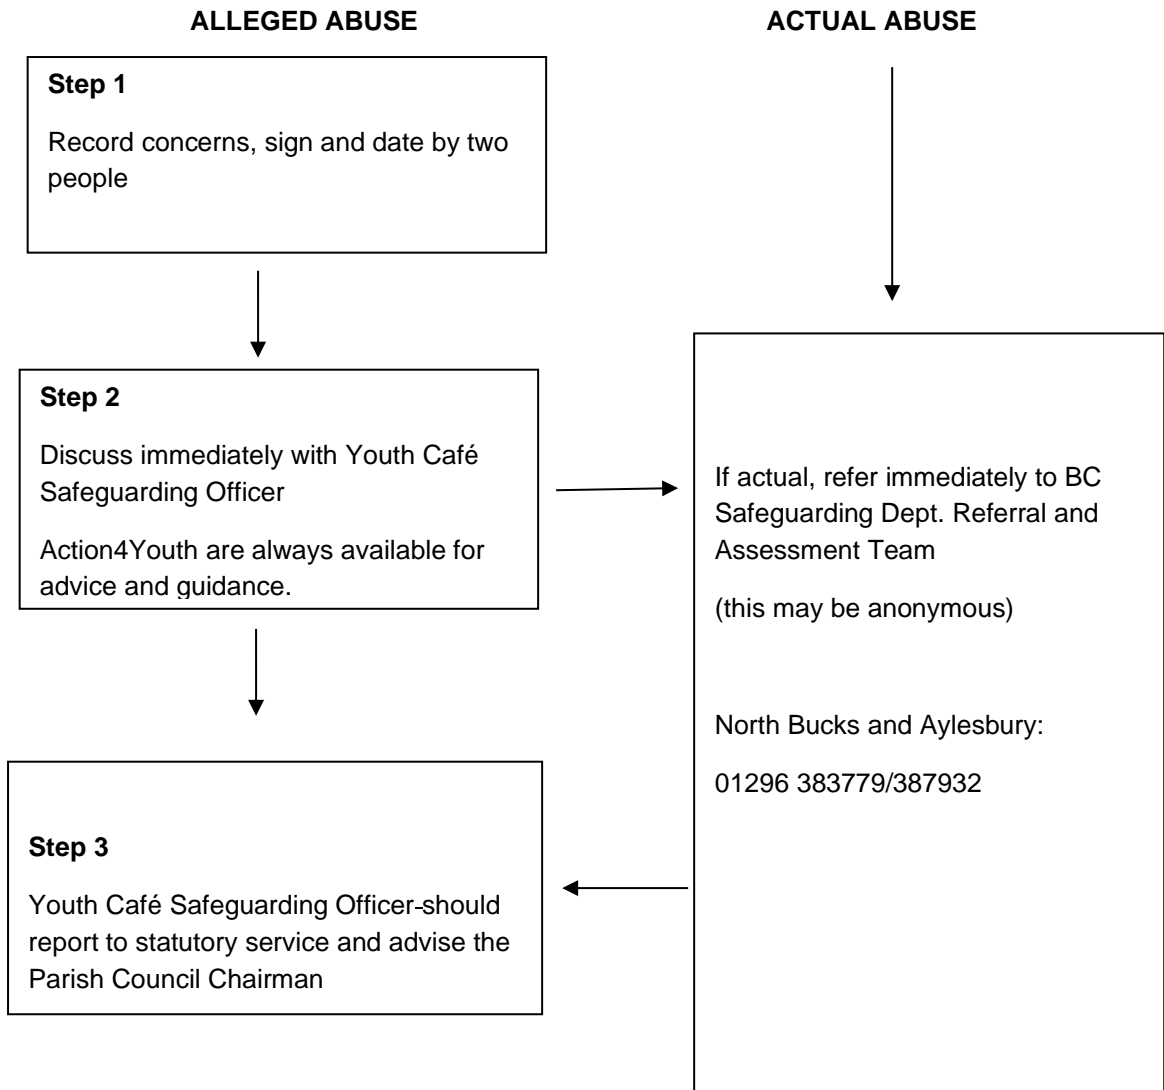 ALLEGED ABUSE
ACTUAL ABUSE
Step 1
Record concerns, sign and date by two
people
Step 2
Discuss immediately with Youth Café
Safeguarding Officer
Action4Youth are always available for
advice and guidance.
If actual, refer immediately to BC
Safeguarding Dept. Referral and
Assessment Team
(this may be anonymous)
North Bucks and Aylesbury:
01296 383779/387932
Step 3
Youth Café Safeguarding Officer-should
report to statutory service and advise the
Parish Council Chairman